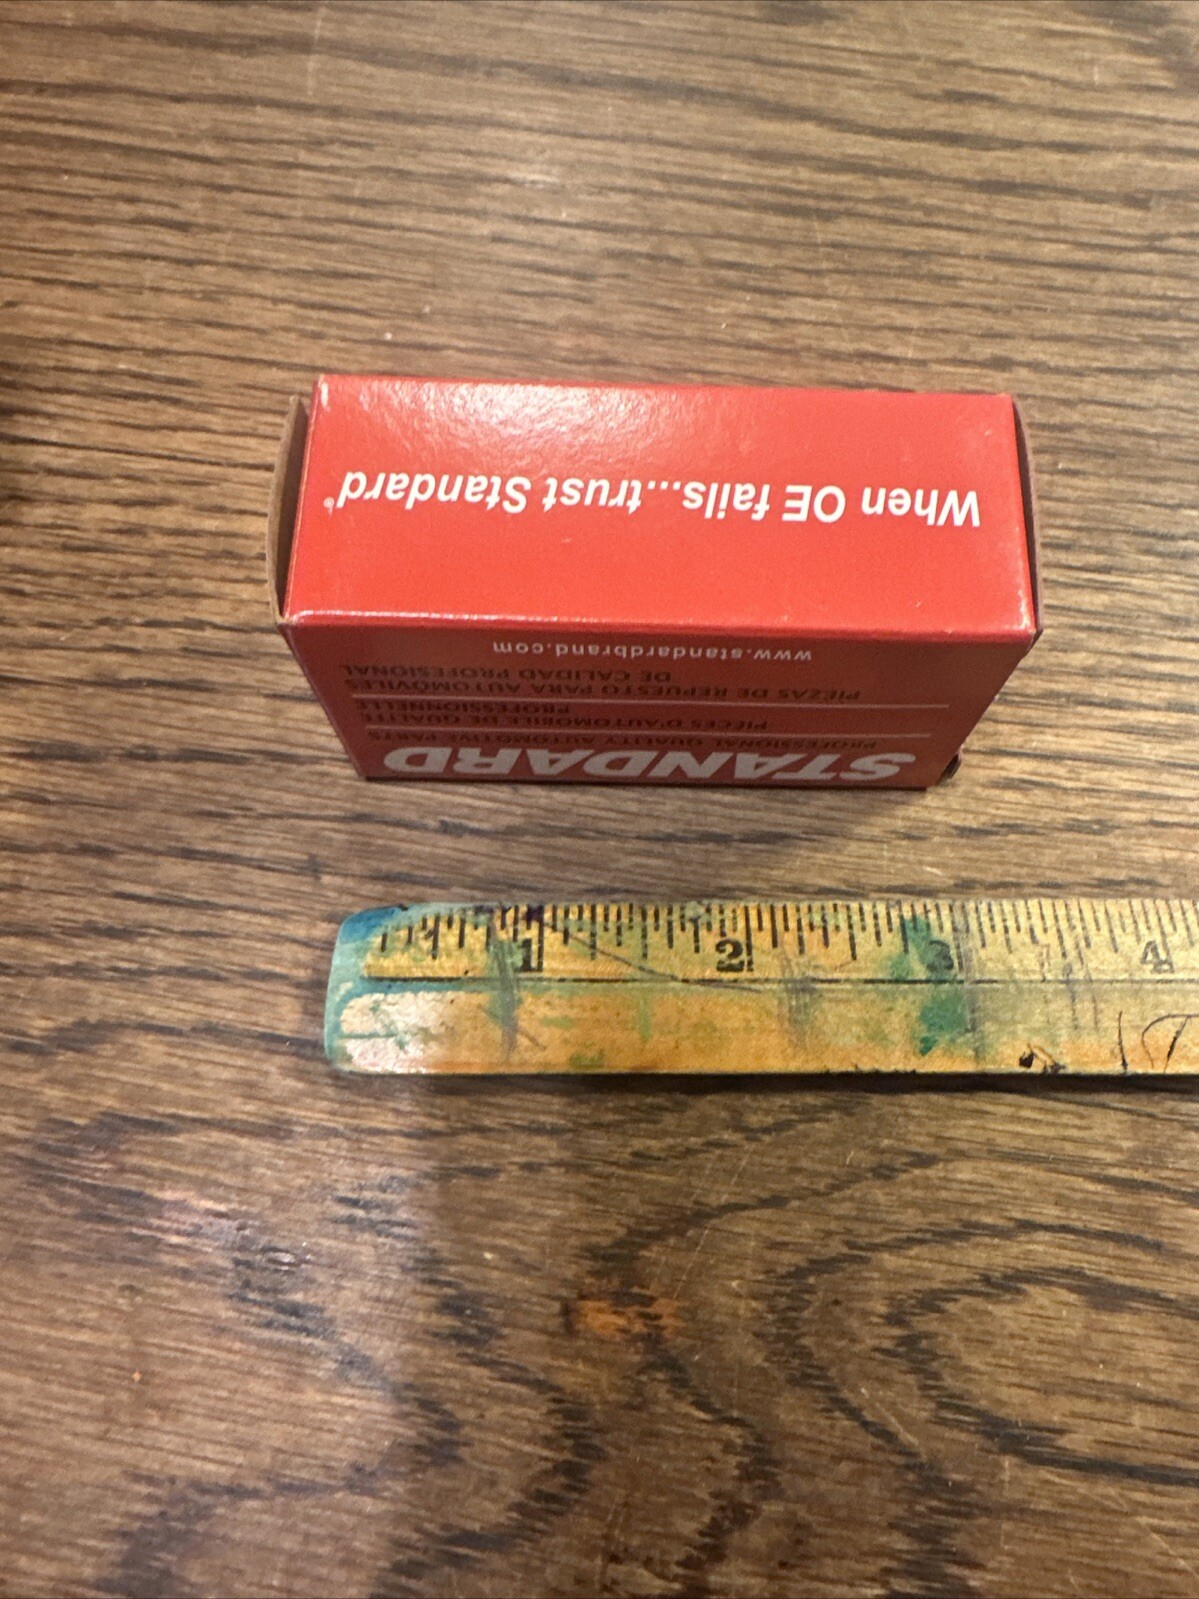 When OE fails...trust Standard®
STANDARD
PROFESSIONAL QUALITY AUTOMOTIVE PARTS
PIÈCES D'AUTOMOBILE DE QUALITÉ
PROFESSIONNELLE
PIEZAS DE REPUESTO PARA AUTOMÓVILES
DE CALIDAD PROFESIONAL
www.standardbrand.com
1 2 3 4